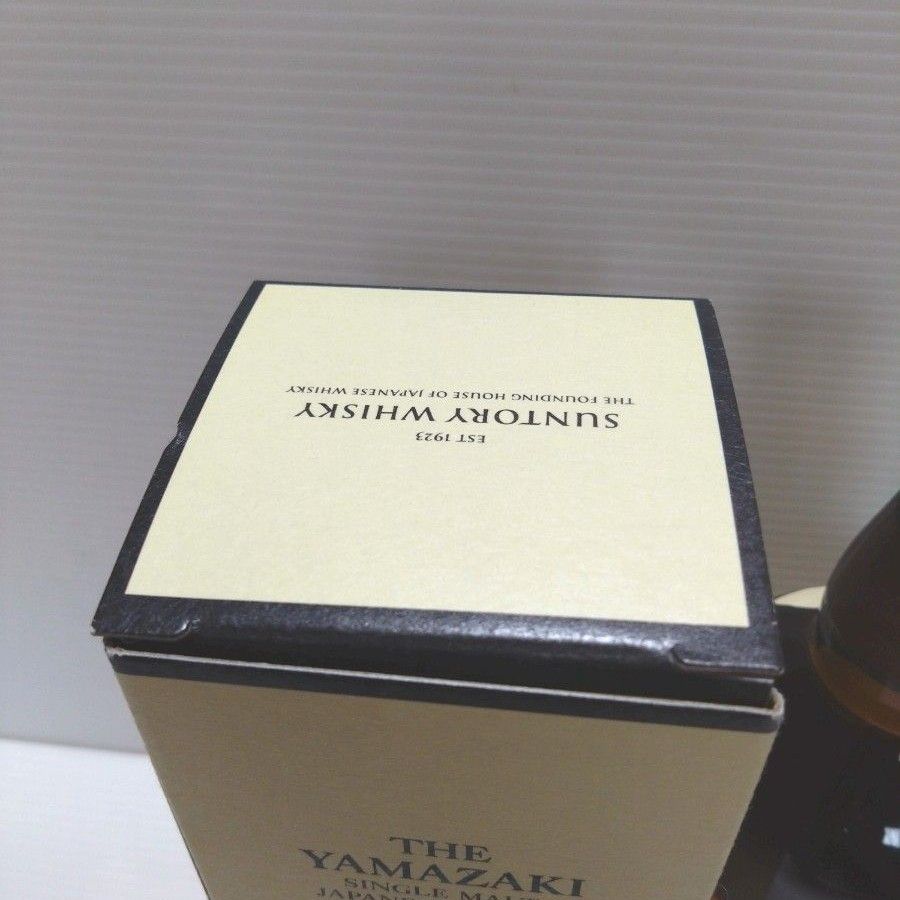 EST 1923
SUNTORY WHISKY
THE FOUNDING HOUSE OF JAPANESE WHISKY
THE
YAMAZAKI
SINGLE MALT